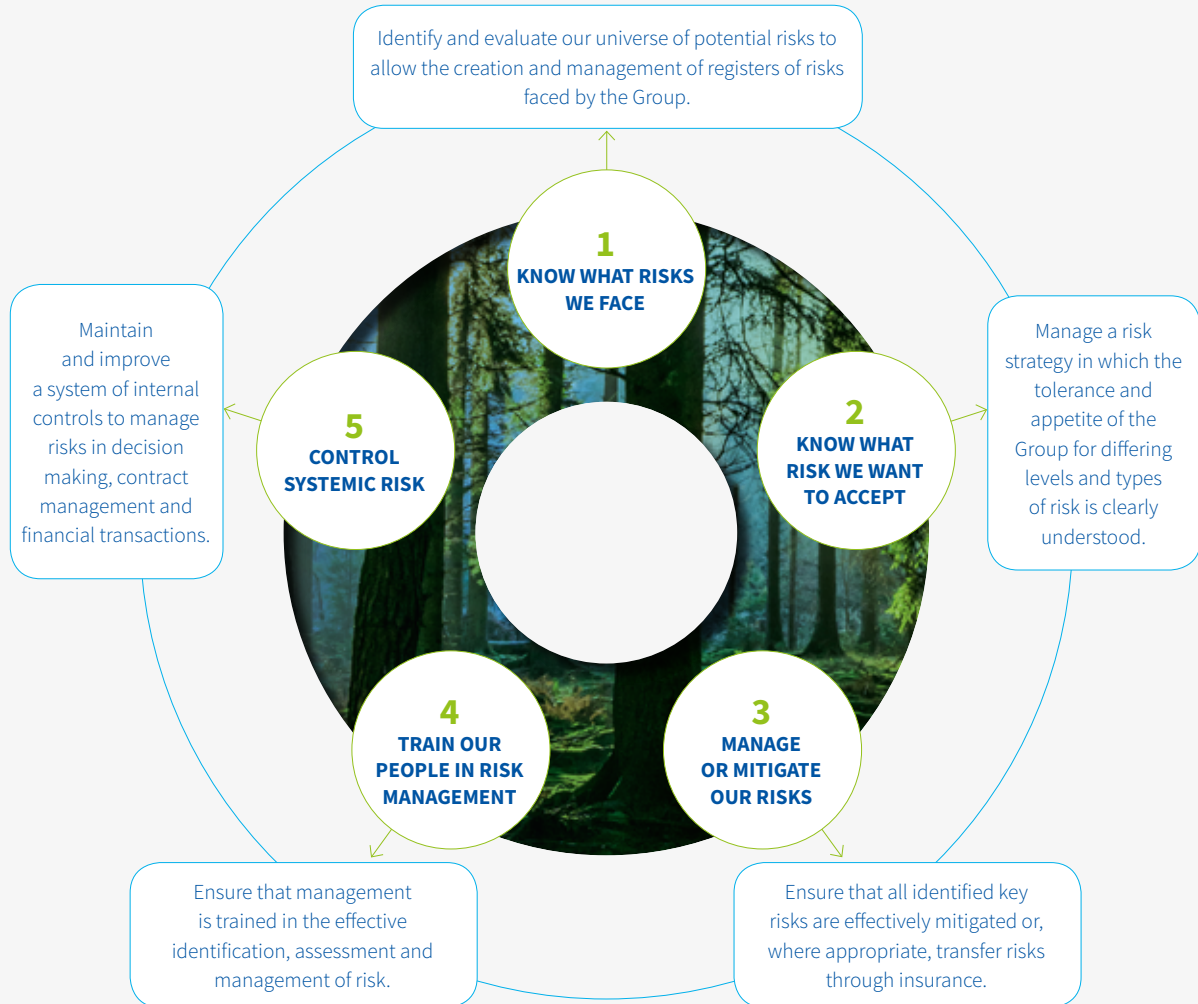 Identify and evaluate our universe of potential risks to
allow the creation and management of registers of risks
faced by the Group.
1
KNOW WHAT RISKS
WE FACE
Manage a risk
strategy in which the
tolerance and
appetite of the
Group for differing
levels and types
of risk is clearly
understood.
2
KNOW WHAT
RISK WE WANT
TO ACCEPT
3
MANAGE
OR MITIGATE
OUR RISKS
Ensure that all identified key
risks are effectively mitigated or,
where appropriate, transfer risks
through insurance.
4
TRAIN OUR
PEOPLE IN RISK
MANAGEMENT
Ensure that management
is trained in the effective
identification, assessment and
management of risk.
5
CONTROL
SYSTEMIC RISK
Maintain
and improve
a system of internal
controls to manage
risks in decision
making, contract
management and
financial transactions.